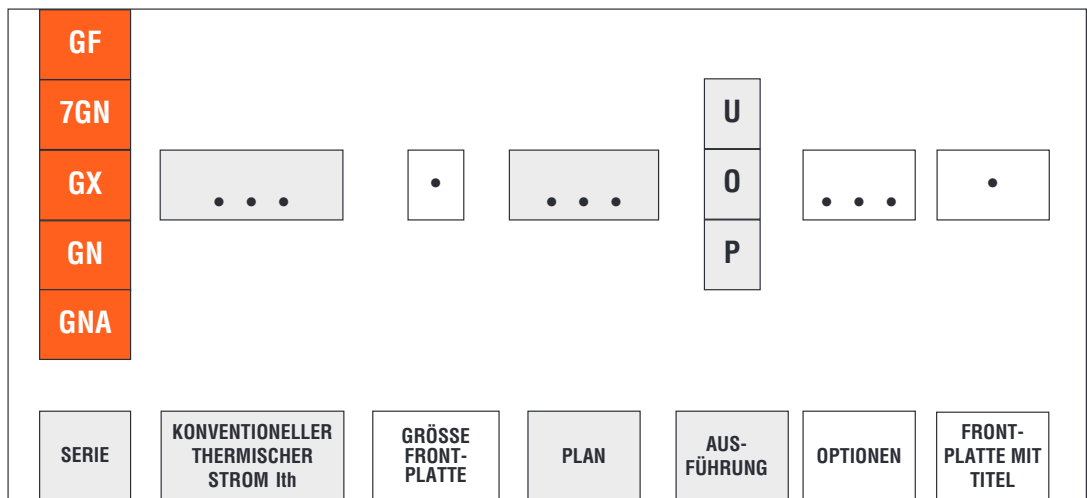 GF
7GN
U
GX
. . .
•
. . .
O
. . .
•
GN
P
GNA
SERIE
KONVENTIONELLER
THERMISCHER
STROM Ith
GRÖSSE
FRONT-
PLATTE
PLAN
AUS-
FÜHRUNG
OPTIONEN
FRONT-
PLATTE MIT
TITEL